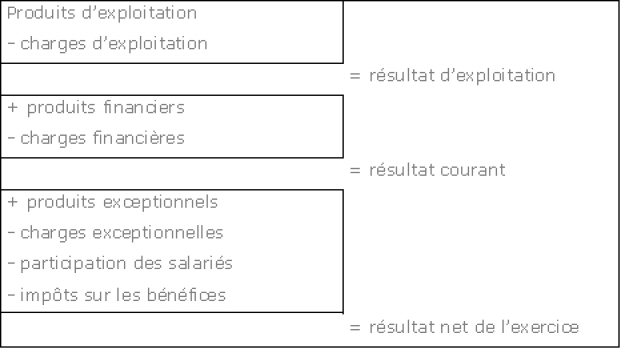 Produits d’exploitation
- charges d’exploitation
= résultat d’exploitation
+ produits financiers
- charges financières
= résultat courant
+ produits exceptionnels
- charges exceptionnelles
- participation des salariés
- impôts sur les bénéfices
= résultat net de l’exercice